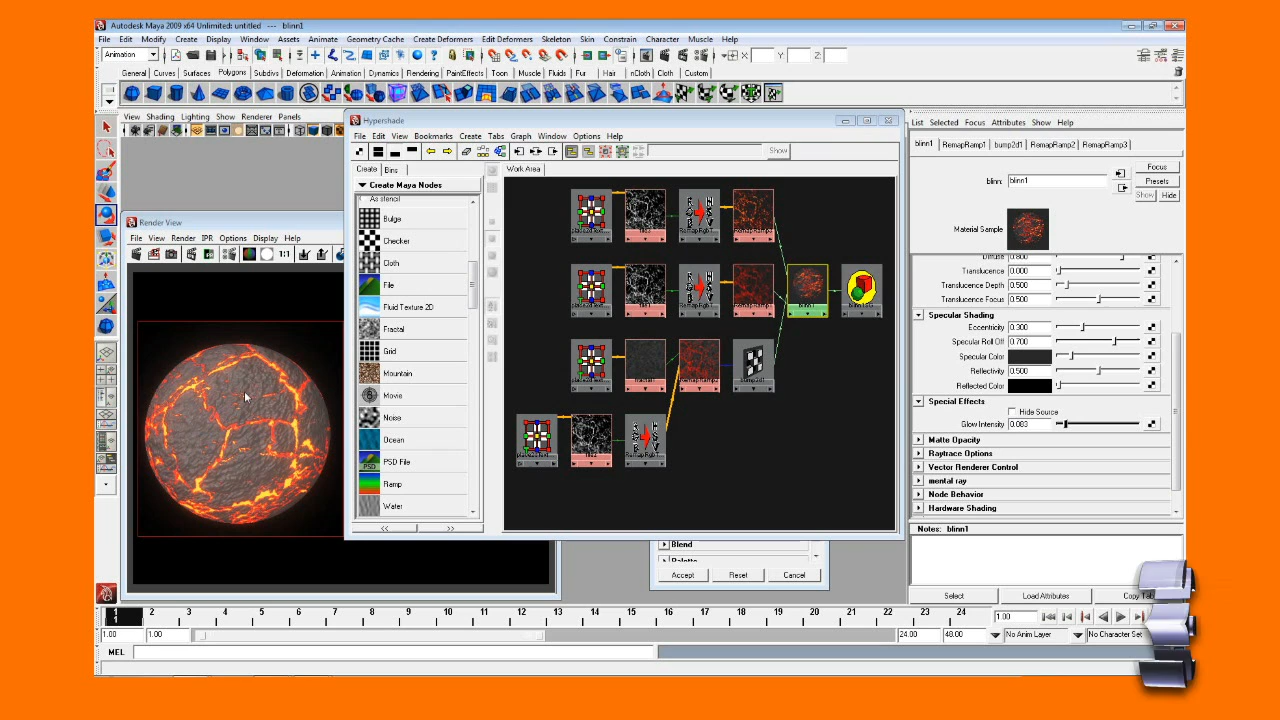 Autodesk Maya 2009 x64 Unlimited: untitled --- blinn1
File Edit Modify Create Display Window Assets Animate Geometry Cache Create Deformers Edit Deformers Skeleton Skin Constrain Character Muscle Help
Animation X: Y: Z:
General Curves Surfaces Polygons Subdivs Deformation Animation Dynamics Rendering PaintEffects Toon Muscle Fluids Fur Hair nCloth Cloth Custom
View Shading Lighting Show Renderer Panels
Hypershade
File Edit View Bookmarks Create Tabs Graph Window Options Help
Show
Create Bins
Work Area
Create Maya Nodes
As stencil
Bulge
Checker
Cloth
File
Fluid Texture 2D
Fractal
Grid
Mountain
Movie
Noise
Ocean
PSD File
Ramp
Water
<< >>
blinn1
Render View
File View Render IPR Options Display Help
1:1
Blend
Accept Reset Cancel
List Selected Focus Attributes Show Help
blinn1 RemapRamp1 bump2d1 RemapRamp2 RemapRamp3
Focus
blinn: blinn1 Presets
Show Hide
Material Sample
Diffuse 0.800
Translucence 0.000
Translucence Depth 0.500
Translucence Focus 0.500
Specular Shading
Eccentricity 0.300
Specular Roll Off 0.700
Specular Color
Reflectivity 0.500
Reflected Color
Special Effects
Hide Source
Glow Intensity 0.083
Matte Opacity
Raytrace Options
Vector Renderer Control
mental ray
Node Behavior
Hardware Shading
Notes: blinn1
Select Load Attributes Copy Tab
1 2 3 4 5 6 7 8 9 10 11 12 13 14 15 16 17 18 19 20 21 22 23 24 1.00
1
1.00 1.00 24.00 48.00 No Anim Layer No Character Set
MEL